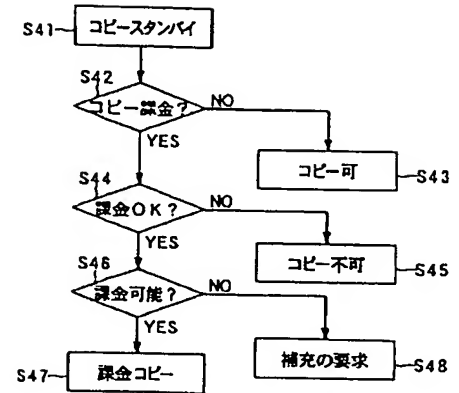 S41 コピースタンバイ
S42
コピー課金？ NO
YES
コピー可 S43
S44
課金OK？ NO
YES
コピー不可 S45
S46
課金可能？ NO
YES
S47 課金コピー
補充の要求 S48